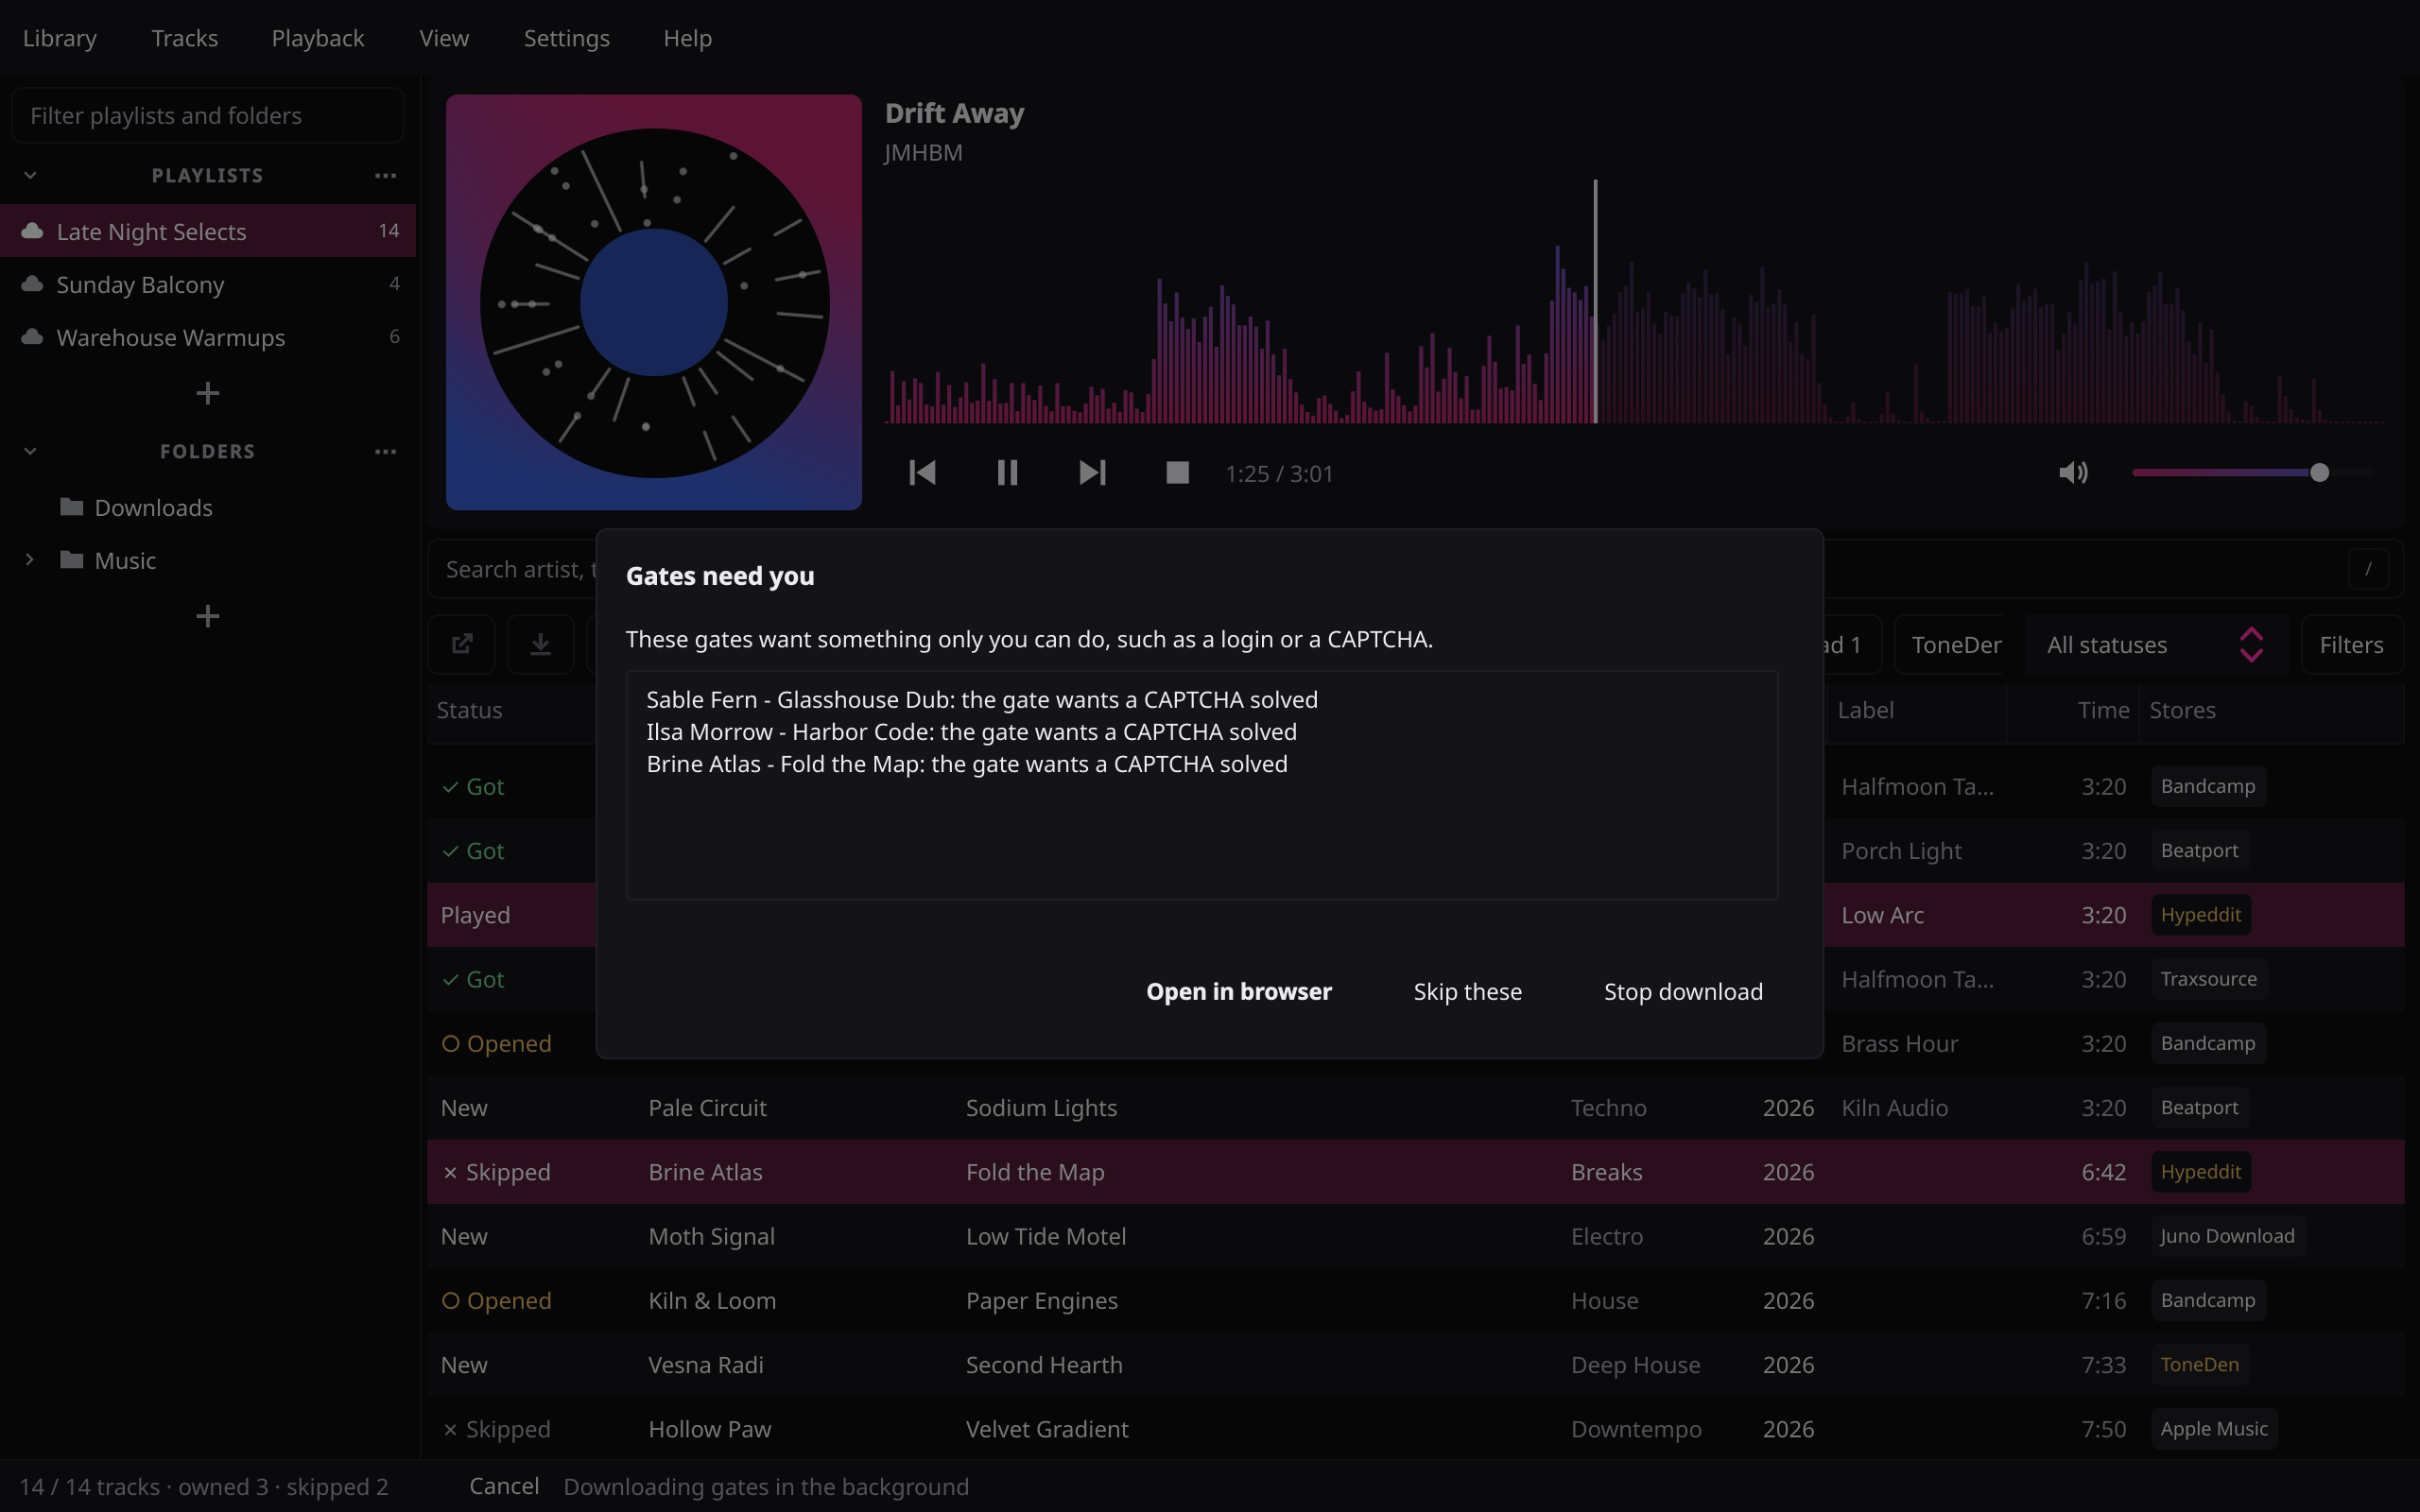 Library Tracks Playback View Settings Help
Filter playlists and folders
PLAYLISTS ...
Late Night Selects 14
Sunday Balcony 4
Warehouse Warmups 6
+
FOLDERS ...
Downloads
Music
+
Drift Away
JMHBM
1:25 / 3:01
Search artist, t
/
ad 1 ToneDer All statuses Filters
Status Label Time Stores
✓ Got Halfmoon Ta... 3:20 Bandcamp
✓ Got Porch Light 3:20 Beatport
Played Low Arc 3:20 Hypeddit
✓ Got Halfmoon Ta... 3:20 Traxsource
Opened Brass Hour 3:20 Bandcamp
Gates need you
These gates want something only you can do, such as a login or a CAPTCHA.
Sable Fern - Glasshouse Dub: the gate wants a CAPTCHA solved
Ilsa Morrow - Harbor Code: the gate wants a CAPTCHA solved
Brine Atlas - Fold the Map: the gate wants a CAPTCHA solved
Open in browser Skip these Stop download
New Pale Circuit Sodium Lights Techno 2026 Kiln Audio 3:20 Beatport
× Skipped Brine Atlas Fold the Map Breaks 2026 6:42 Hypeddit
New Moth Signal Low Tide Motel Electro 2026 6:59 Juno Download
Opened Kiln & Loom Paper Engines House 2026 7:16 Bandcamp
New Vesna Radi Second Hearth Deep House 2026 7:33 ToneDen
× Skipped Hollow Paw Velvet Gradient Downtempo 2026 7:50 Apple Music
14 / 14 tracks · owned 3 · skipped 2 Cancel Downloading gates in the background